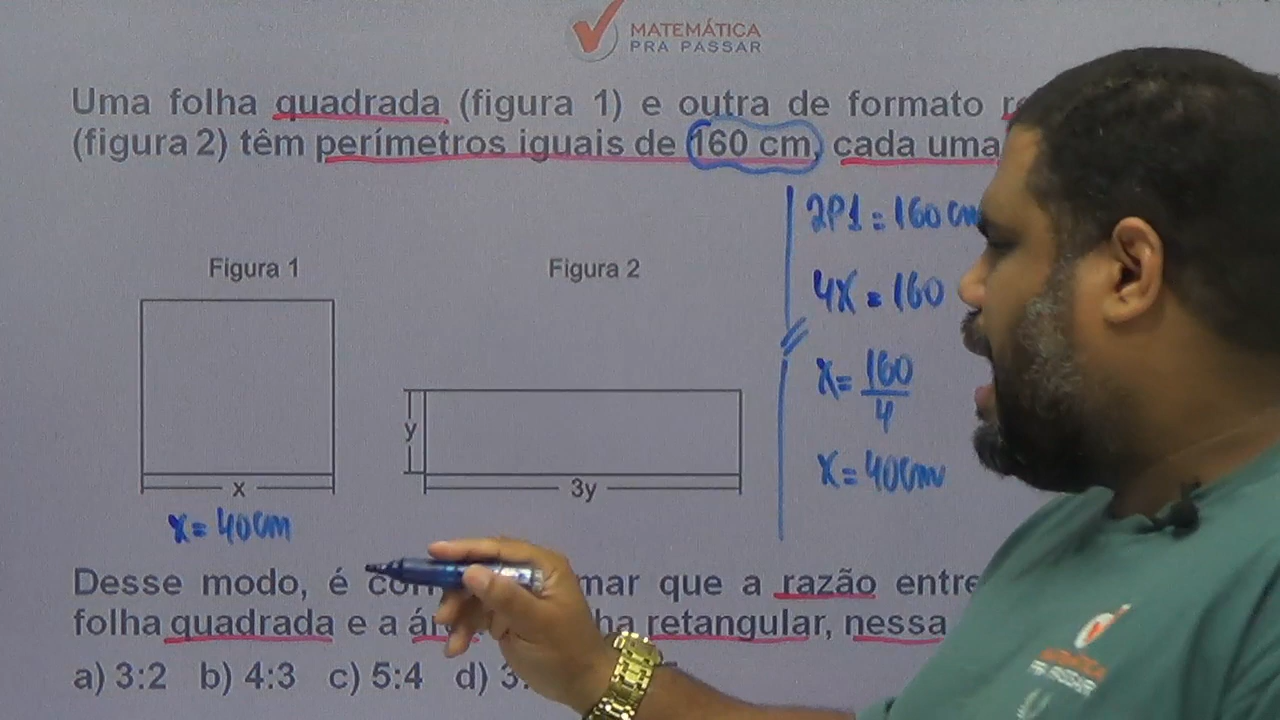 MATEMÁTICA
PRA PASSAR
Uma folha quadrada (figura 1) e outra de formato
(figura 2) têm perímetros iguais de 160 cm, cada uma
2P1 = 160 cm
Figura 1
Figura 2
4X = 160
y
X = 160
4
x
3y
X = 40cm
X = 40cm
Desse modo, é que a razão entre
folha quadrada e a retangular, nessa
a) 3:2 b) 4:3 c) 5:4 d)
PRA PASSAR